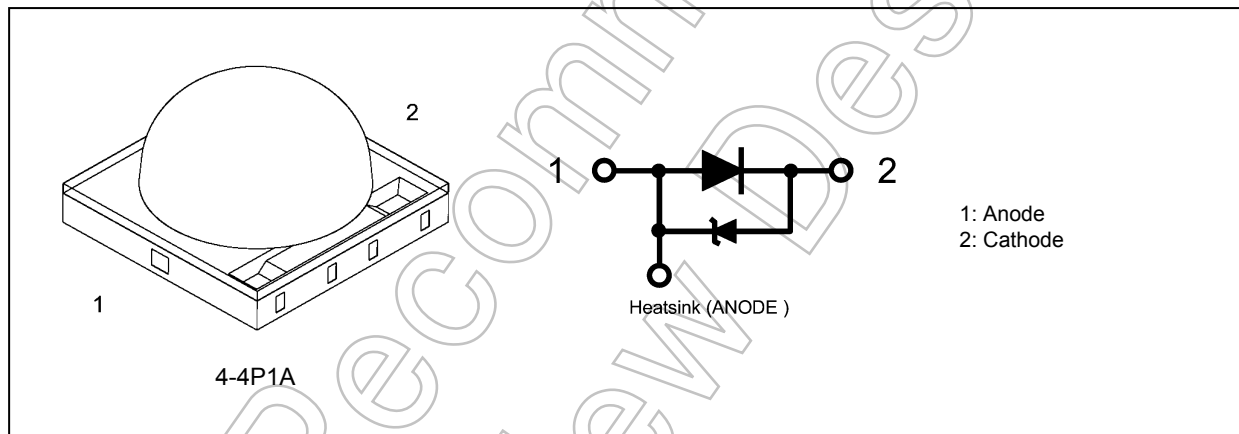 2
1
4-4P1A
1
2
Heatsink (ANODE )
1: Anode
2: Cathode